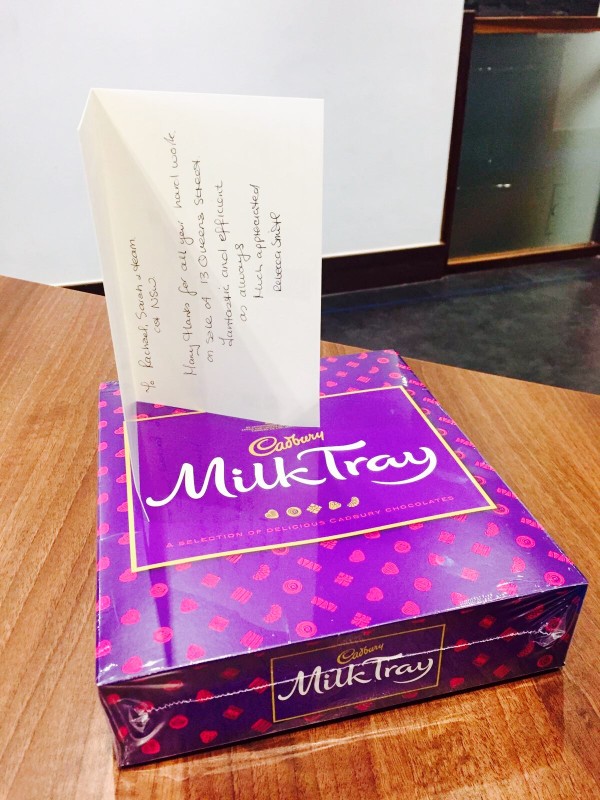 To Rachael, Sarah & team
at NSW
Many thanks for all your hard work
on sale of 13 Queens Street
fantastic and efficient
as always
Much appreciated
Rebecca Smith
Cadbury
Milk Tray
A SELECTION OF DELICIOUS CADBURY CHOCOLATES
Cadbury
Milk Tray